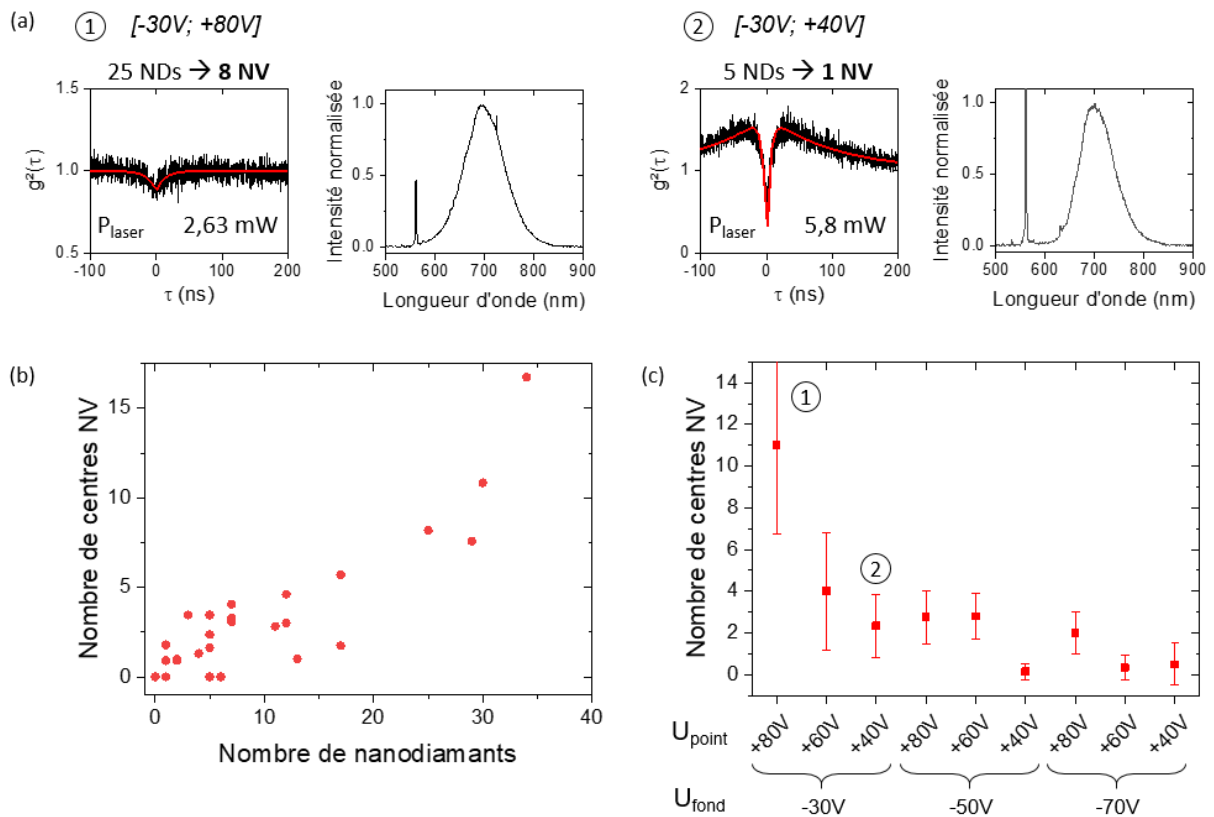 (a)
1 [-30V; +80V]
25 NDs → 8 NV
1.5
1.0
0.5
g²(τ)
P_laser 2,63 mW
-100 0 100 200
τ (ns)
Intensité normalisée
1.0
0.5
0.0
500 600 700 800 900
Longueur d'onde (nm)
2 [-30V; +40V]
5 NDs → 1 NV
2
1
0
g²(τ)
P_laser 5,8 mW
-100 0 100 200
τ (ns)
Intensité normalisée
1.0
0.5
0.0
500 600 700 800 900
Longueur d'onde (nm)
(b)
Nombre de centres NV
15
10
5
0
0 10 20 30 40
Nombre de nanodiamants
(c)
Nombre de centres NV
14
12
10
8
6
4
2
0
1
2
U_point +80V +60V +40V +80V +60V +40V +80V +60V +40V
U_fond -30V -50V -70V